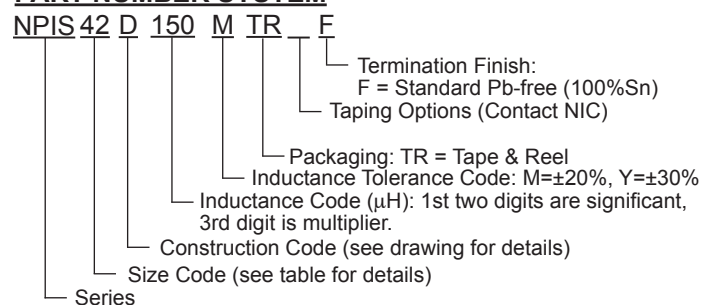 PART NUMBER SYSTEM
NPIS 42 D 150 M TR _ F
Termination Finish:
F = Standard Pb-free (100%Sn)
Taping Options (Contact NIC)
Packaging: TR = Tape & Reel
Inductance Tolerance Code: M=±20%, Y=±30%
Inductance Code (μH): 1st two digits are significant,
3rd digit is multiplier.
Construction Code (see drawing for details)
Size Code (see table for details)
Series